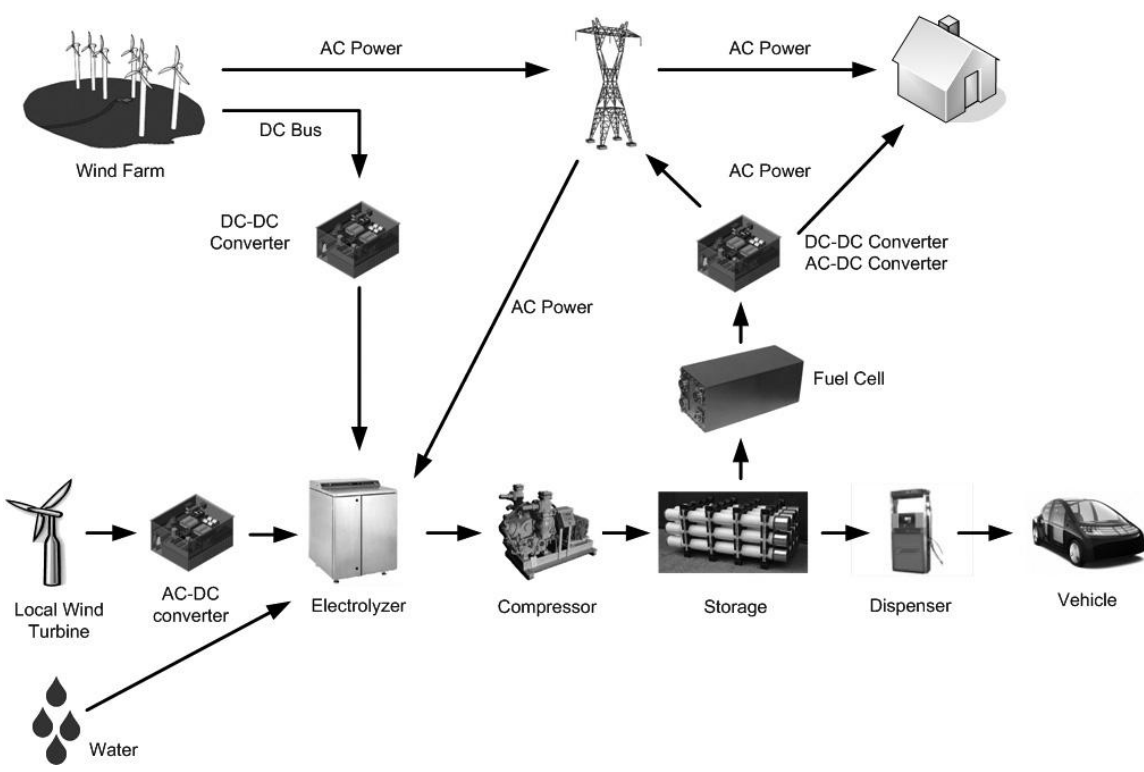 AC Power
AC Power
DC Bus
Wind Farm
AC Power
DC-DC
Converter
DC-DC Converter
AC-DC Converter
AC Power
Fuel Cell
Local Wind
Turbine
AC-DC
converter
Electrolyzer
Compressor
Storage
Dispenser
Vehicle
Water